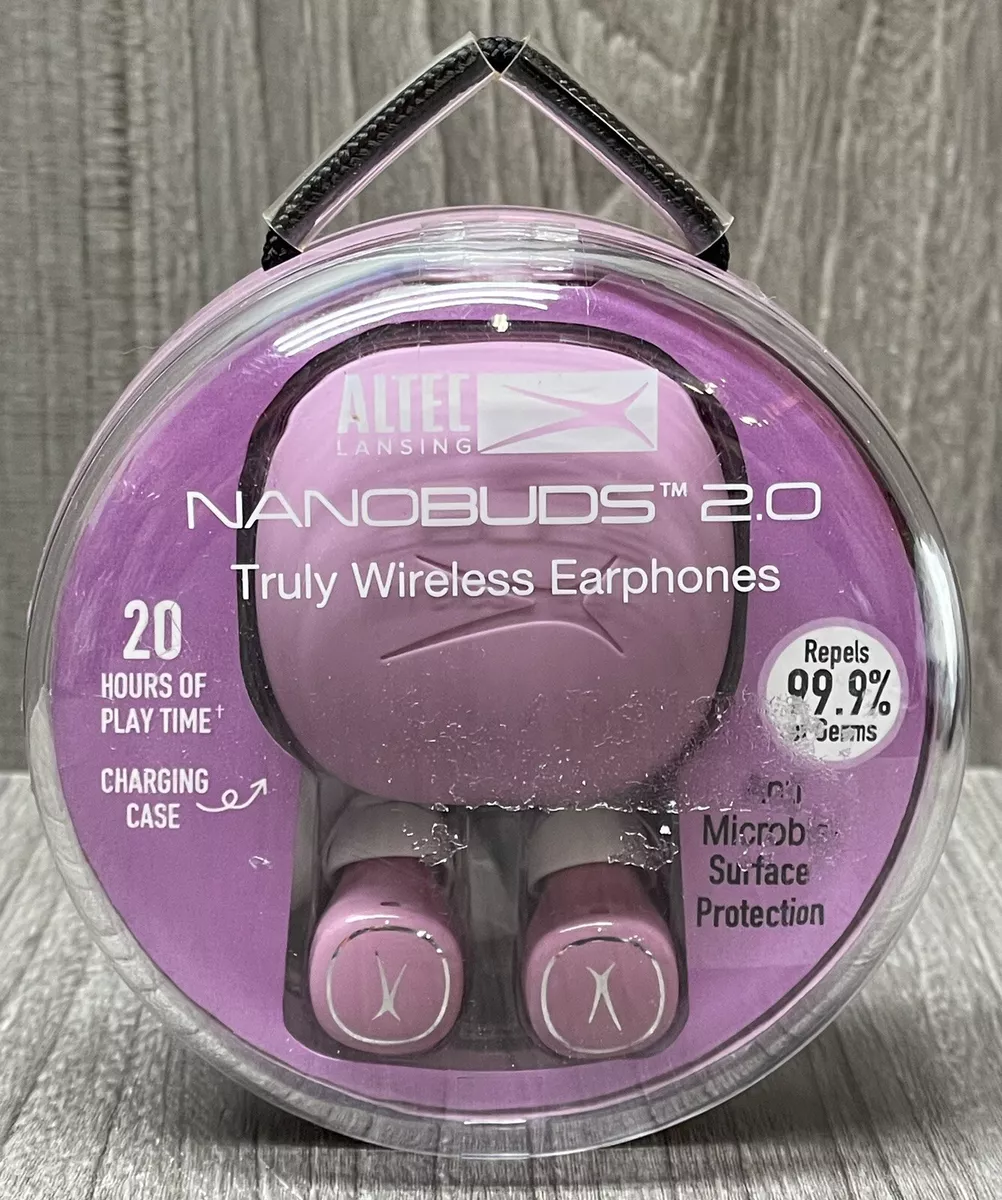 ALTEC
LANSING
NANOBUDS™ 2.0
Truly Wireless Earphones
20
HOURS OF
PLAY TIME†
CHARGING
CASE
Repels
99.9%
Germs
Surface
Protection